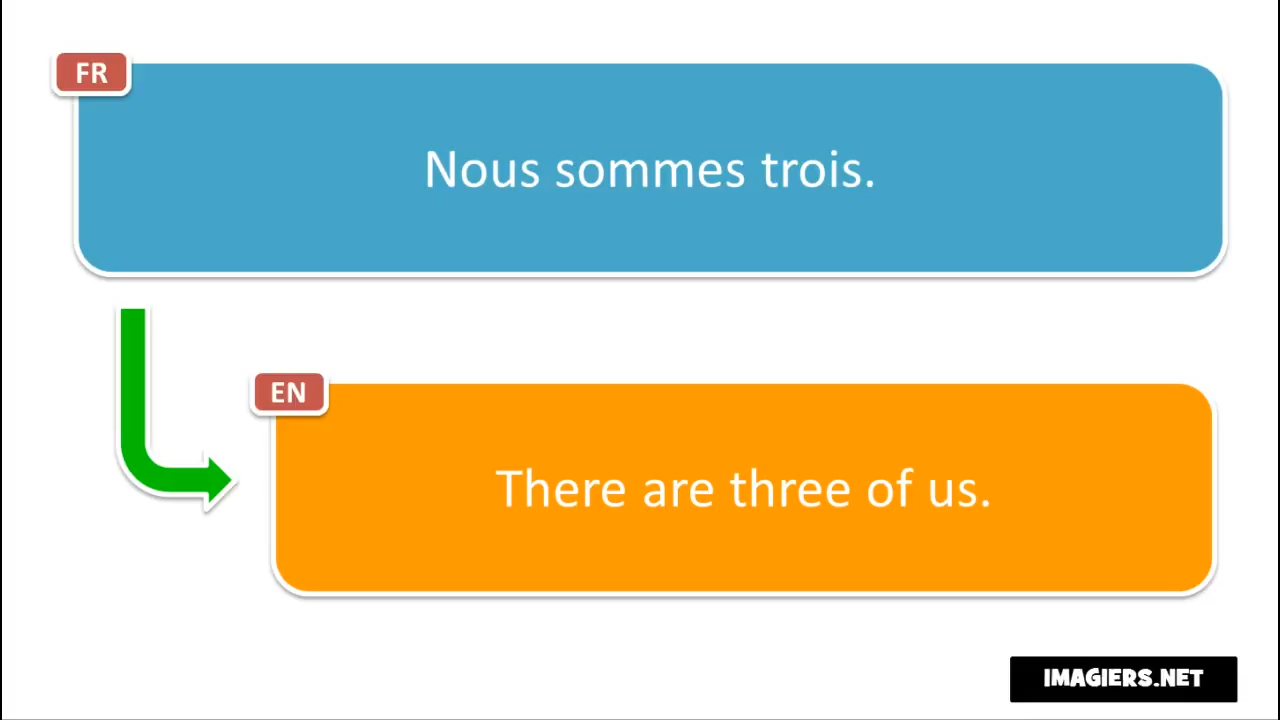 FR
Nous sommes trois.
EN
There are three of us.
IMAGIERS.NET